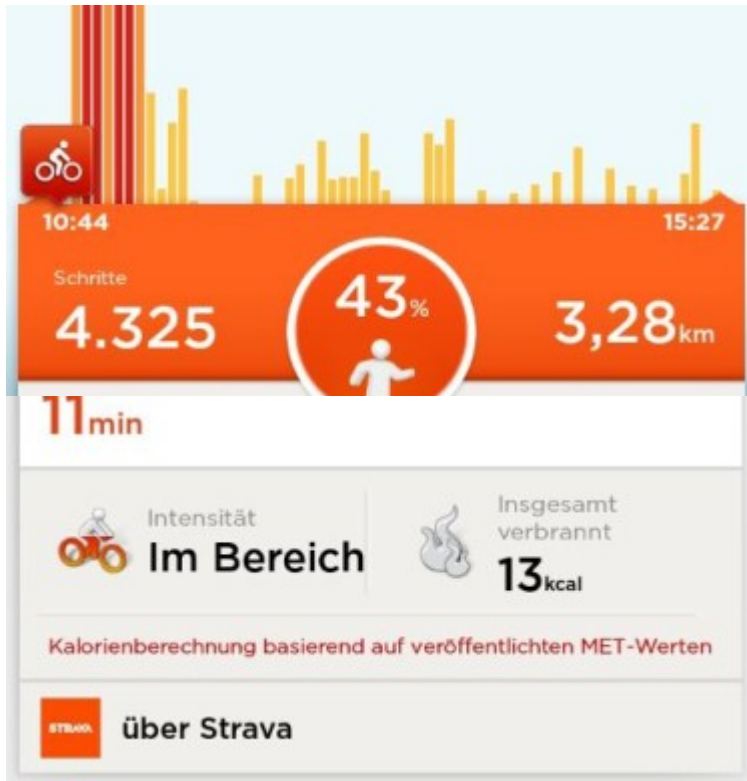 10:44
15:27
Schritte
4.325
43%
3,28km
11min
Intensität
Im Bereich
Insgesamt
verbrannt
13kcal
Kalorienberechnung basierend auf veröffentlichten MET-Werten
STRAVA
über Strava